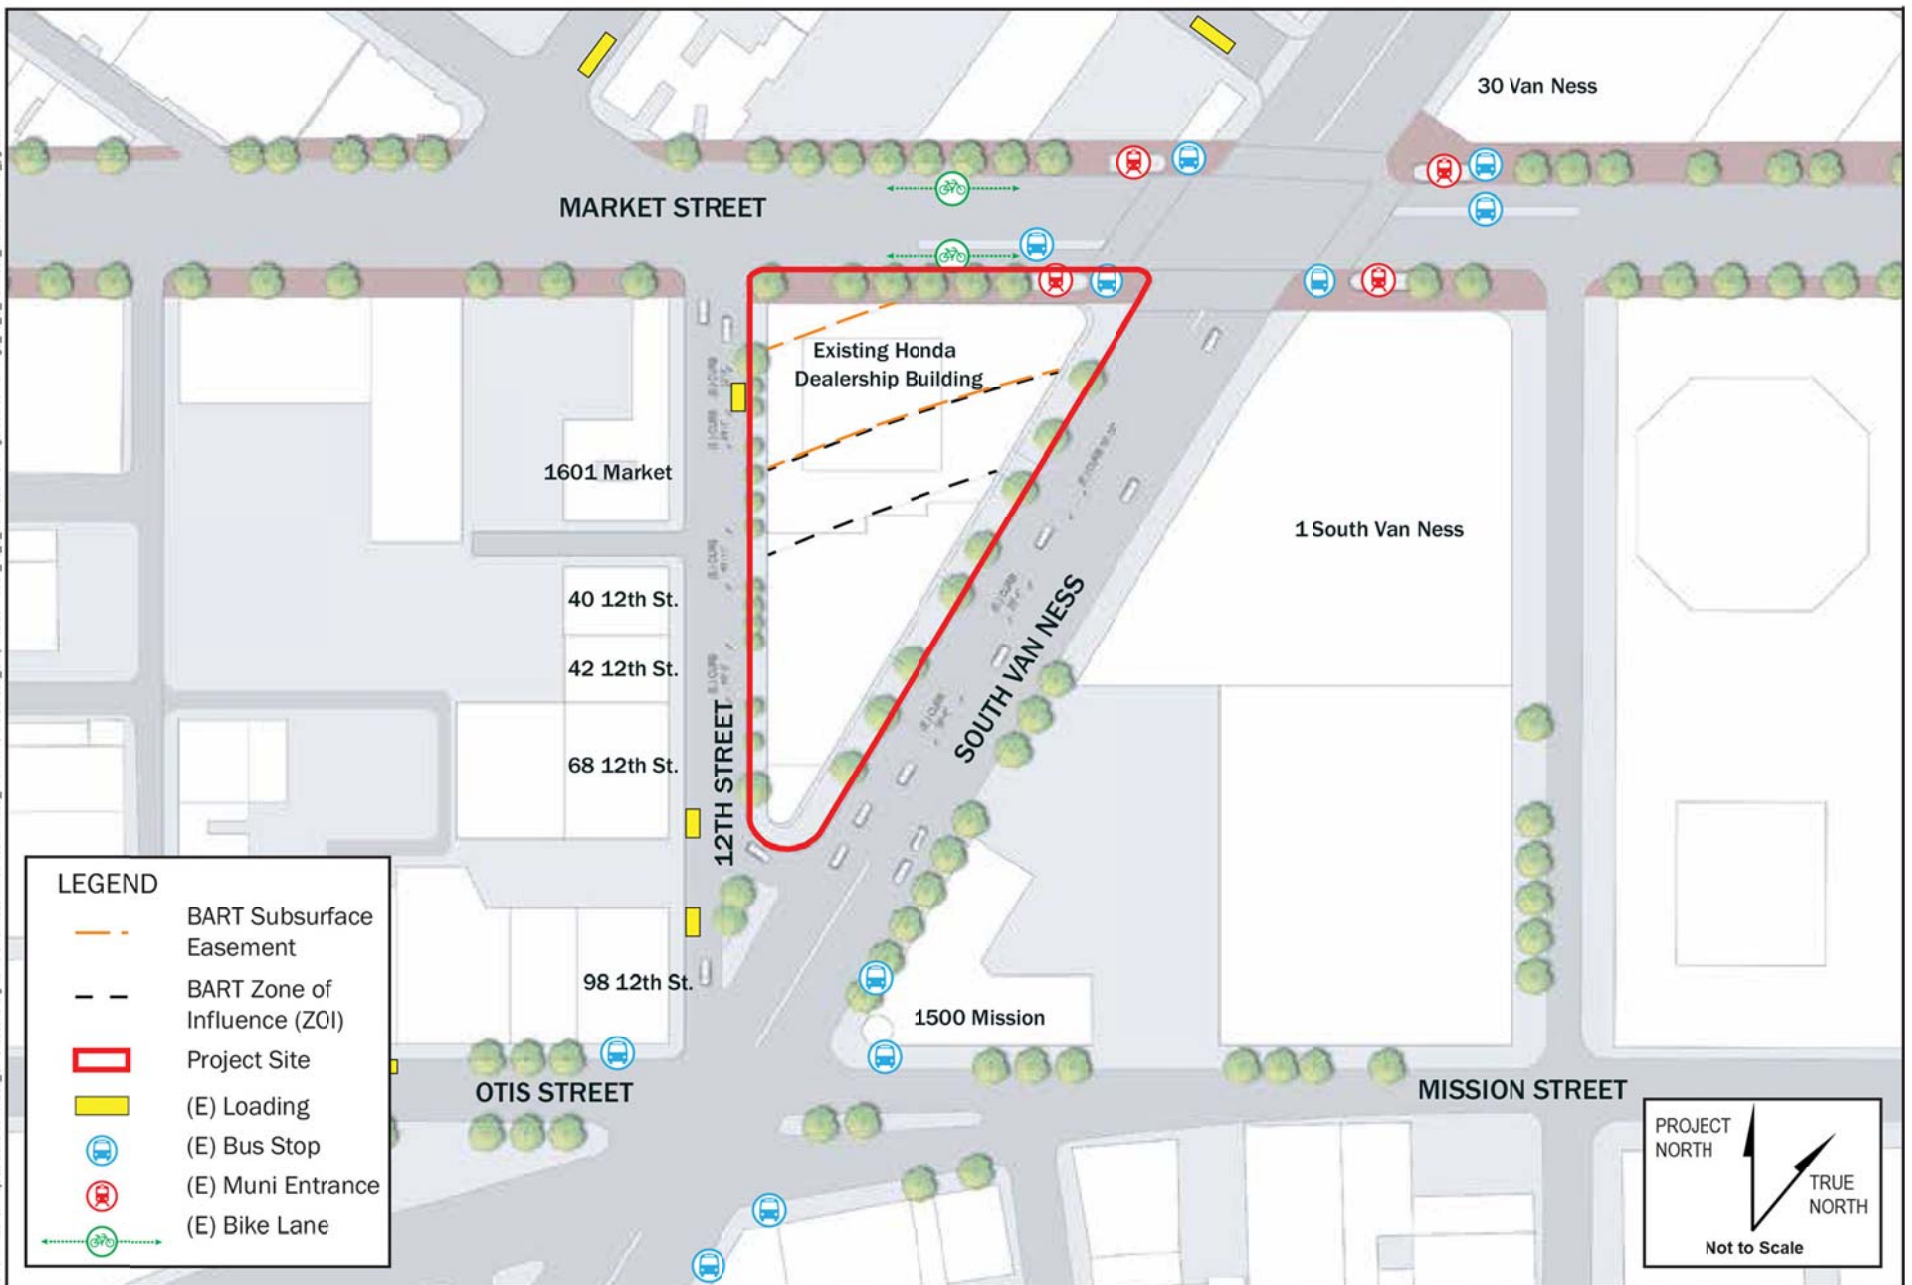 30 Van Ness
MARKET STREET
Existing Honda
Dealership Building
1601 Market
1 South Van Ness
40 12th St.
42 12th St.
68 12th St.
12TH STREET
SOUTH VAN NESS
98 12th St.
1500 Mission
OTIS STREET
MISSION STREET
LEGEND
BART Subsurface
Easement
BART Zone of
Influence (ZOI)
Project Site
(E) Loading
(E) Bus Stop
(E) Muni Entrance
(E) Bike Lane
PROJECT
NORTH
TRUE
NORTH
Not to Scale